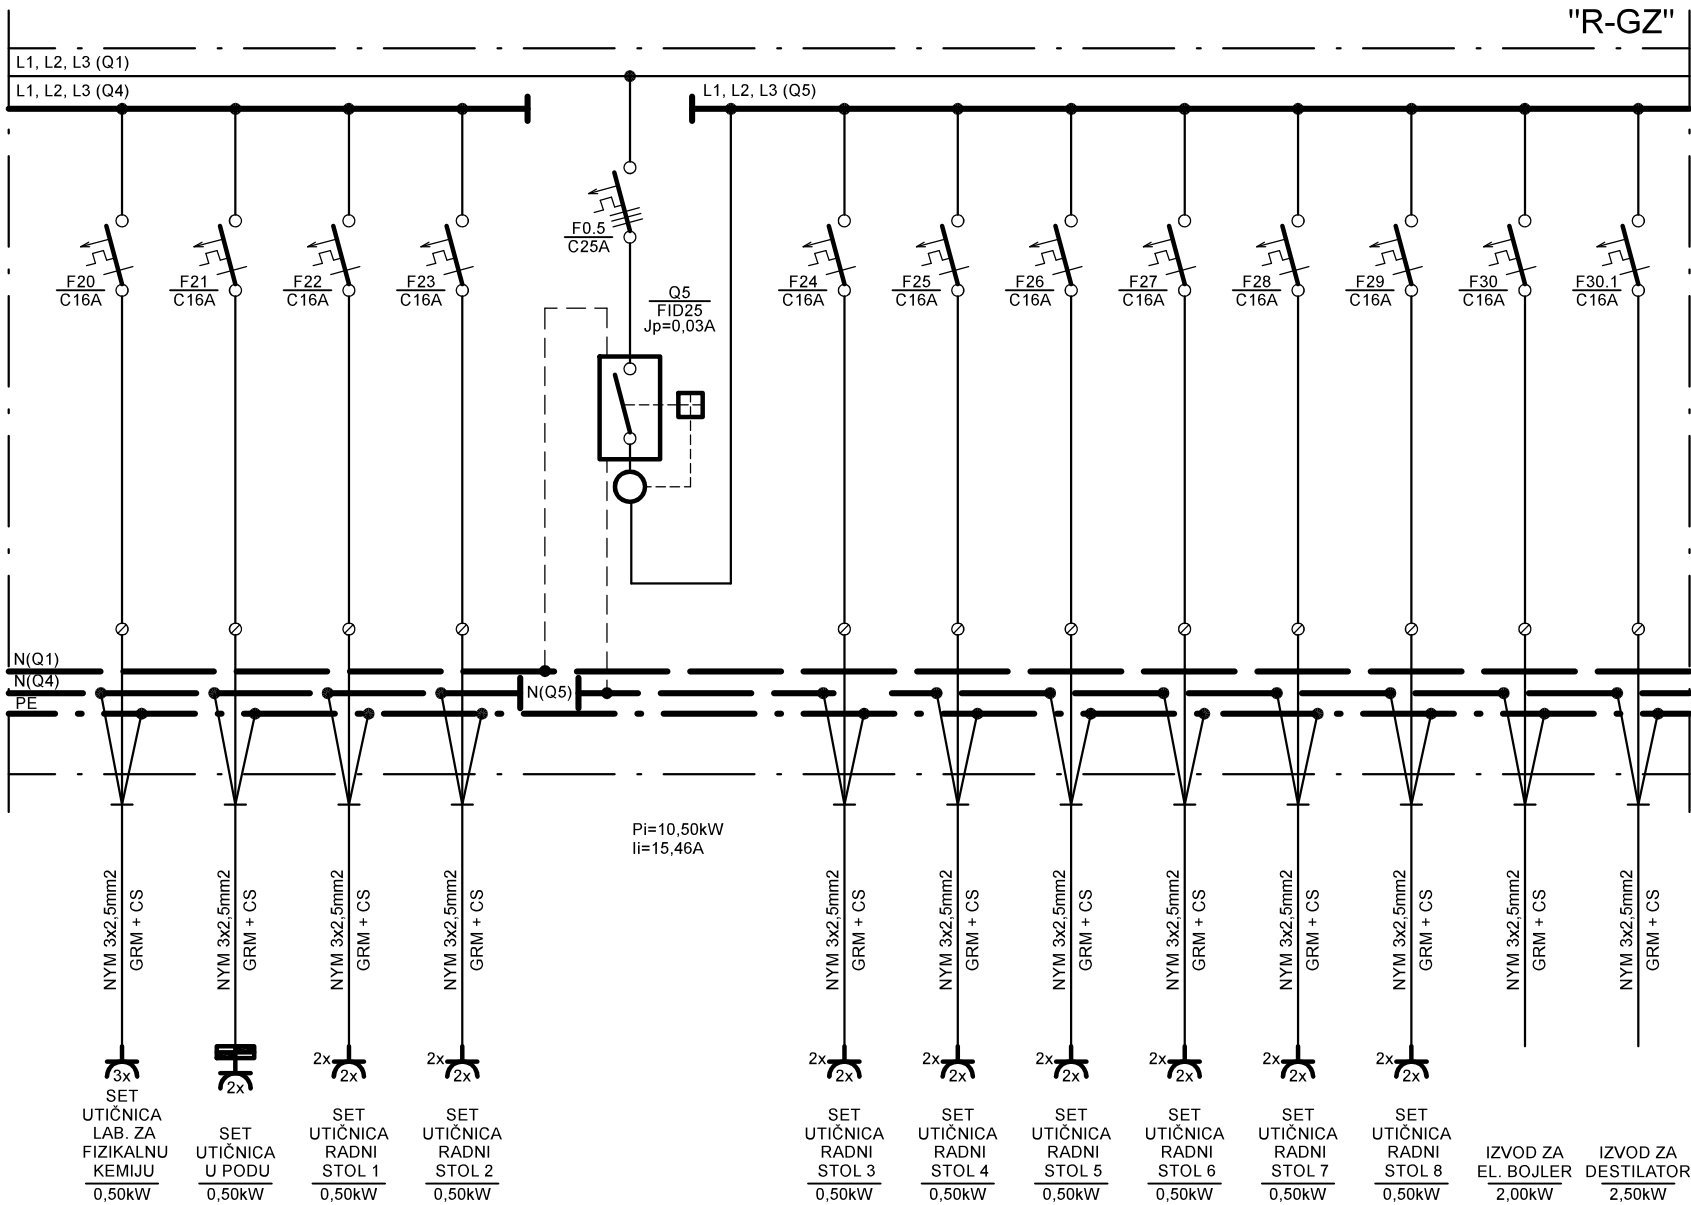 "R-GZ"
L1, L2, L3 (Q1)
L1, L2, L3 (Q4)
L1, L2, L3 (Q5)
F0.5
C25A
F20
C16A
F21
C16A
F22
C16A
F23
C16A
Q5
FID25
Jp=0,03A
F24
C16A
F25
C16A
F26
C16A
F27
C16A
F28
C16A
F29
C16A
F30
C16A
F30.1
C16A
N(Q1)
N(Q4)
N(Q5)
PE
Pi=10,50kW
Ii=15,46A
NYM 3x2,5mm2
GRM + CS
NYM 3x2,5mm2
GRM + CS
NYM 3x2,5mm2
GRM + CS
NYM 3x2,5mm2
GRM + CS
NYM 3x2,5mm2
GRM + CS
NYM 3x2,5mm2
GRM + CS
NYM 3x2,5mm2
GRM + CS
NYM 3x2,5mm2
GRM + CS
NYM 3x2,5mm2
GRM + CS
NYM 3x2,5mm2
GRM + CS
NYM 3x2,5mm2
GRM + CS
NYM 3x2,5mm2
GRM + CS
3x
SET
UTIČNICA
LAB. ZA
FIZIKALNU
KEMIJU
0,50kW
2x
SET
UTIČNICA
U PODU
0,50kW
2x
2x
SET
UTIČNICA
RADNI
STOL 1
0,50kW
2x
2x
SET
UTIČNICA
RADNI
STOL 2
0,50kW
2x
2x
SET
UTIČNICA
RADNI
STOL 3
0,50kW
2x
2x
SET
UTIČNICA
RADNI
STOL 4
0,50kW
2x
2x
SET
UTIČNICA
RADNI
STOL 5
0,50kW
2x
2x
SET
UTIČNICA
RADNI
STOL 6
0,50kW
2x
2x
SET
UTIČNICA
RADNI
STOL 7
0,50kW
2x
2x
SET
UTIČNICA
RADNI
STOL 8
0,50kW
IZVOD ZA
EL. BOJLER
2,00kW
IZVOD ZA
DESTILATOR
2,50kW